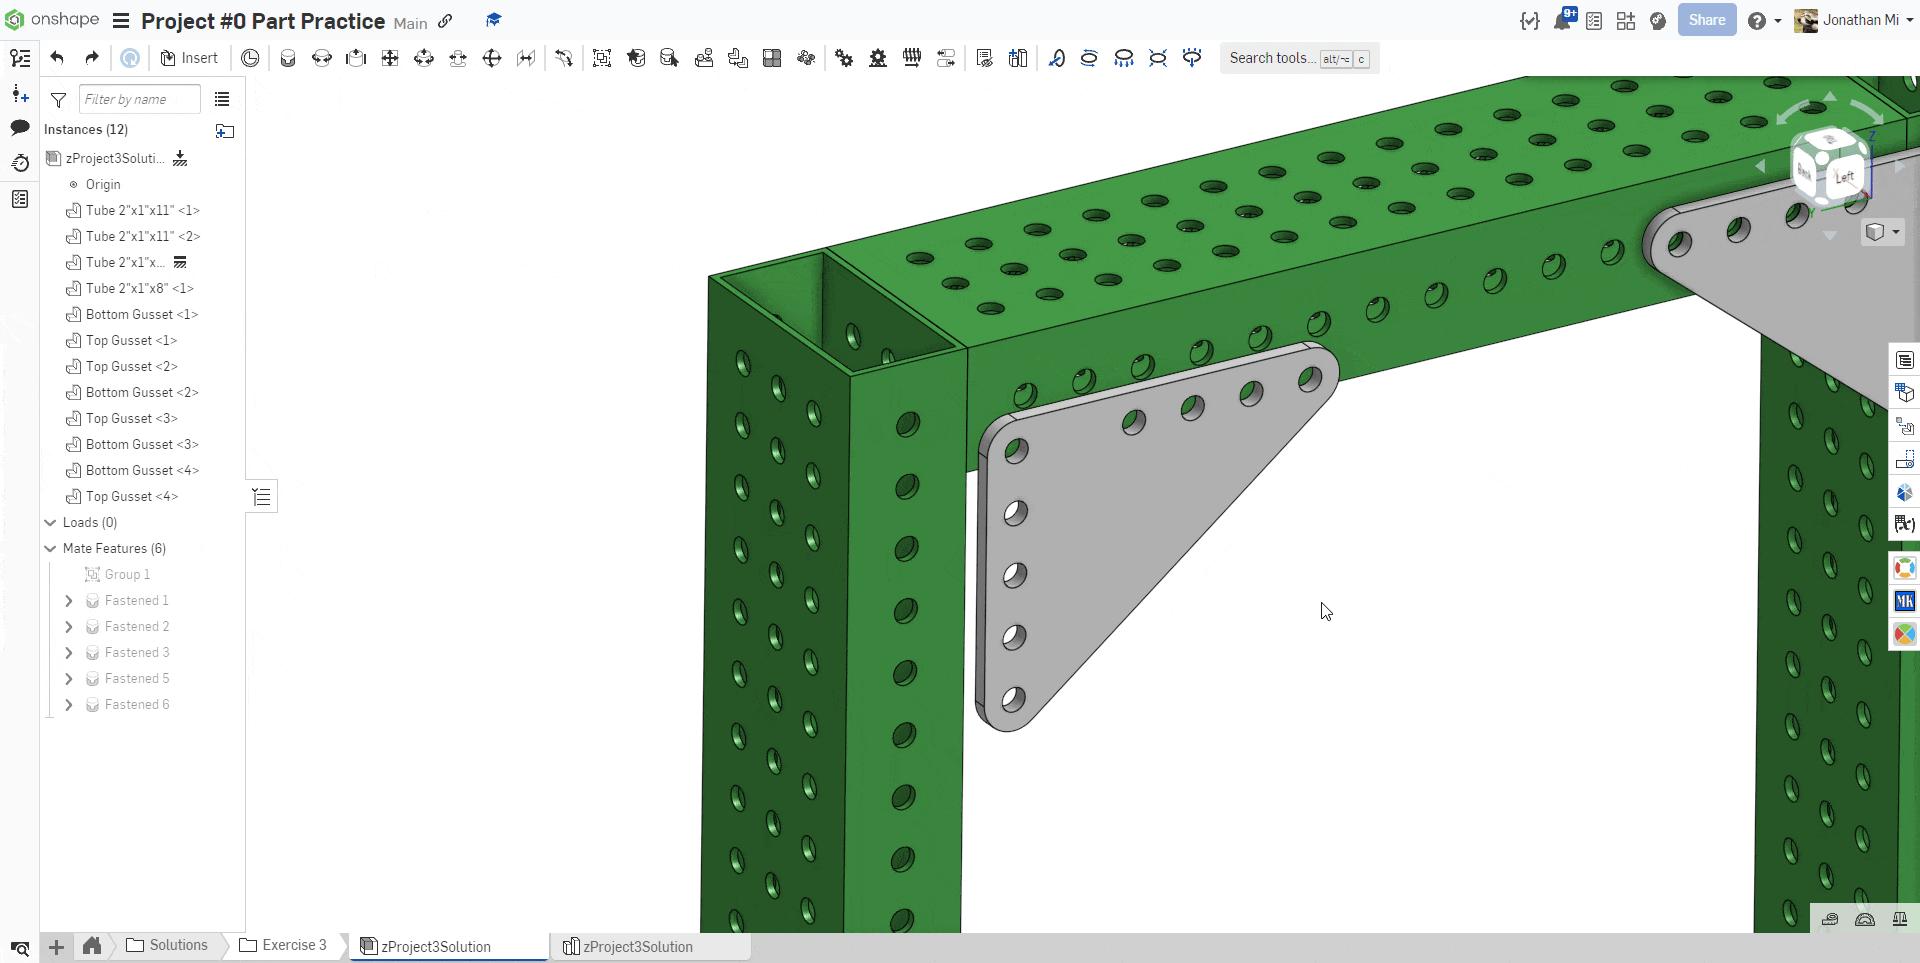 onshape
Project #0 Part Practice Main
9+
Share
Jonathan Mi
Insert
Search tools... alt/⌥ c
Filter by name
Instances (12)
zProject3Soluti...
Origin
Tube 2"x1"x11" <1>
Tube 2"x1"x11" <2>
Tube 2"x1"x...
Tube 2"x1"x8" <1>
Bottom Gusset <1>
Top Gusset <1>
Top Gusset <2>
Bottom Gusset <2>
Top Gusset <3>
Bottom Gusset <3>
Bottom Gusset <4>
Top Gusset <4>
Loads (0)
Mate Features (6)
Group 1
Fastened 1
Fastened 2
Fastened 3
Fastened 5
Fastened 6
Z
Back
Left
Y
(x)
MK
Solutions
Exercise 3
zProject3Solution
zProject3Solution